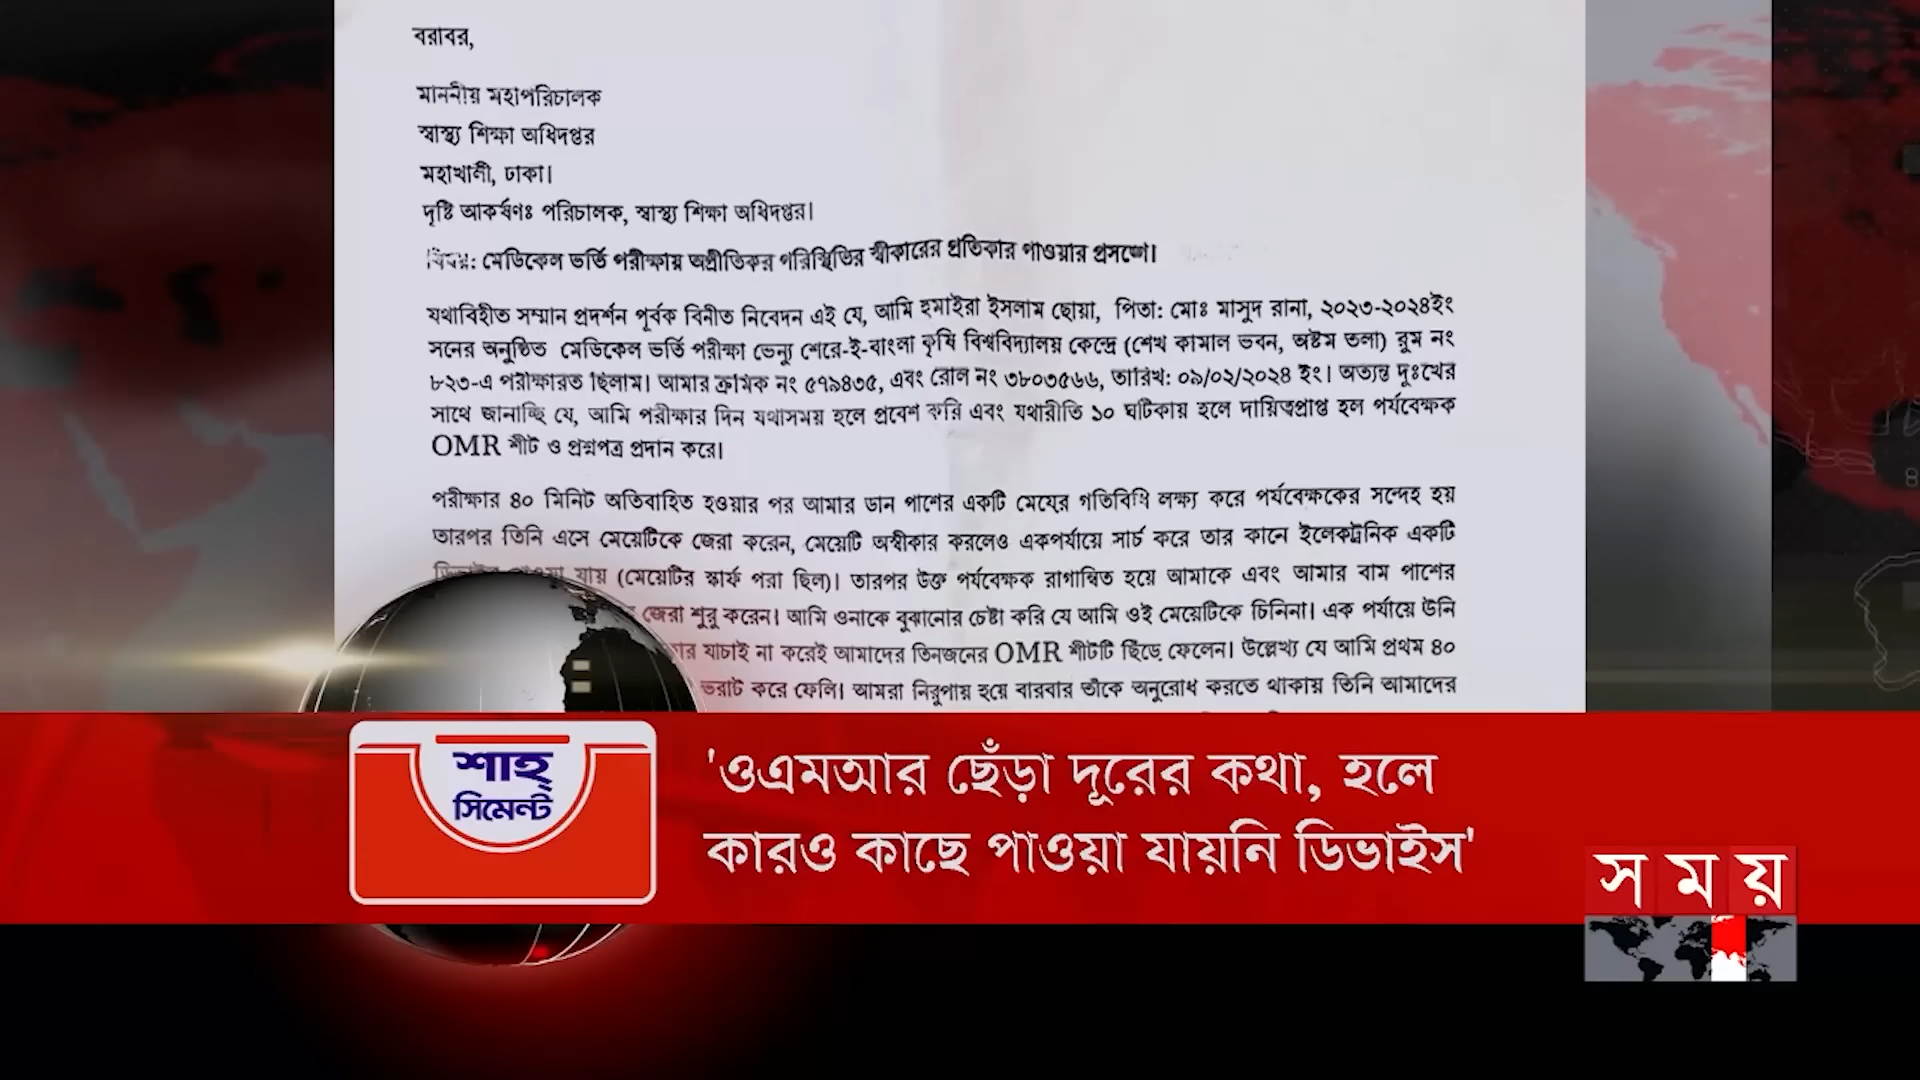 বরাবর,
মাননীয় মহাপরিচালক
স্বাস্থ্য শিক্ষা অধিদপ্তর
মহাখালী, ঢাকা।
দৃষ্টি আকর্ষণঃ পরিচালক, স্বাস্থ্য শিক্ষা অধিদপ্তর।
বিষয়: মেডিকেল ভর্তি পরীক্ষায় অপ্রীতিকর পরিস্থিতির স্বীকারের প্রতিকার পাওয়ার প্রসঙ্গে।
যথাবিহীত সম্মান প্রদর্শন পূর্বক বিনীত নিবেদন এই যে, আমি হুমাইরা ইসলাম ছোয়া, পিতা: মোঃ মাসুদ রানা, ২০২৩-২০২৪ইং
সনের অনুষ্ঠিত মেডিকেল ভর্তি পরীক্ষা ভেন্যু শেরে-ই-বাংলা কৃষি বিশ্ববিদ্যালয় কেন্দ্রে (শেখ কামাল ভবন, অষ্টম তলা) রুম নং
৮২৩-এ পরীক্ষারত ছিলাম। আমার ক্রমিক নং ৫৭৯৪৩৫, এবং রোল নং ৩৮০৩৫৬৬, তারিখ: ০৯/০২/২০২৪ ইং। অত্যন্ত দুঃখের
সাথে জানাচ্ছি যে, আমি পরীক্ষার দিন যথাসময় হলে প্রবেশ করি এবং যথারীতি ১০ ঘটিকায় হলে দায়িত্বপ্রাপ্ত হল পর্যবেক্ষক
OMR শীট ও প্রশ্নপত্র প্রদান করে।
পরীক্ষার ৪০ মিনিট অতিবাহিত হওয়ার পর আমার ডান পাশের একটি মেয়ের গতিবিধি লক্ষ্য করে পর্যবেক্ষকের সন্দেহ হয়
তারপর তিনি এসে মেয়েটিকে জেরা করেন, মেয়েটি অস্বীকার করলেও একপর্যায়ে সার্চ করে তার কানে ইলেকট্রনিক একটি
ডিভাইস পাওয়া যায় (মেয়েটির স্কার্ফ পরা ছিল)। তারপর উক্ত পর্যবেক্ষক রাগান্বিত হয়ে আমাকে এবং আমার বাম পাশের
জেরা শুরু করেন। আমি ওনাকে বুঝানোর চেষ্টা করি যে আমি ওই মেয়েটিকে চিনিনা। এক পর্যায়ে উনি
যাচাই না করেই আমাদের তিনজনের OMR শীটটি ছিঁড়ে ফেলেন। উল্লেখ্য যে আমি প্রথম ৪০
ভরাট করে ফেলি। আমরা নিরুপায় হয়ে বারবার তাঁকে অনুরোধ করতে থাকায় তিনি আমাদের
শাহ্
সিমেন্ট
'ওএমআর ছেঁড়া দূরের কথা, হলে
কারও কাছে পাওয়া যায়নি ডিভাইস'
সময়